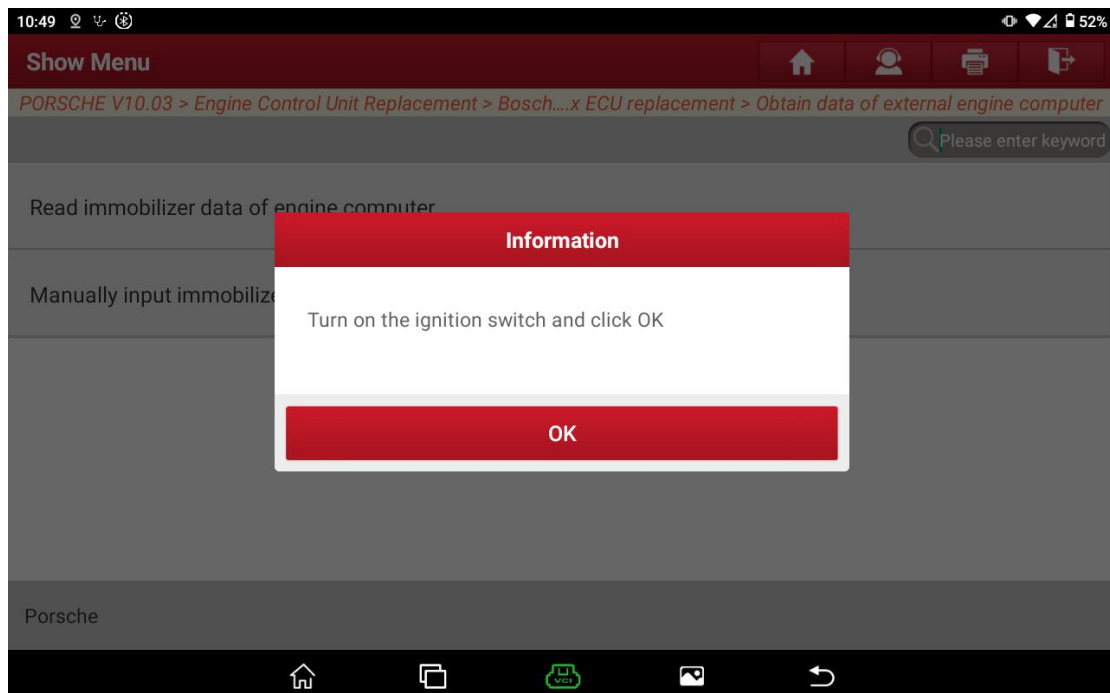 10:49
52%
Show Menu
PORSCHE V10.03 > Engine Control Unit Replacement > Bosch....x ECU replacement > Obtain data of external engine computer
Please enter keyword
Read immobilizer data of engine computer
Information
Manually input immobiliz
Turn on the ignition switch and click OK
OK
Porsche
VCI